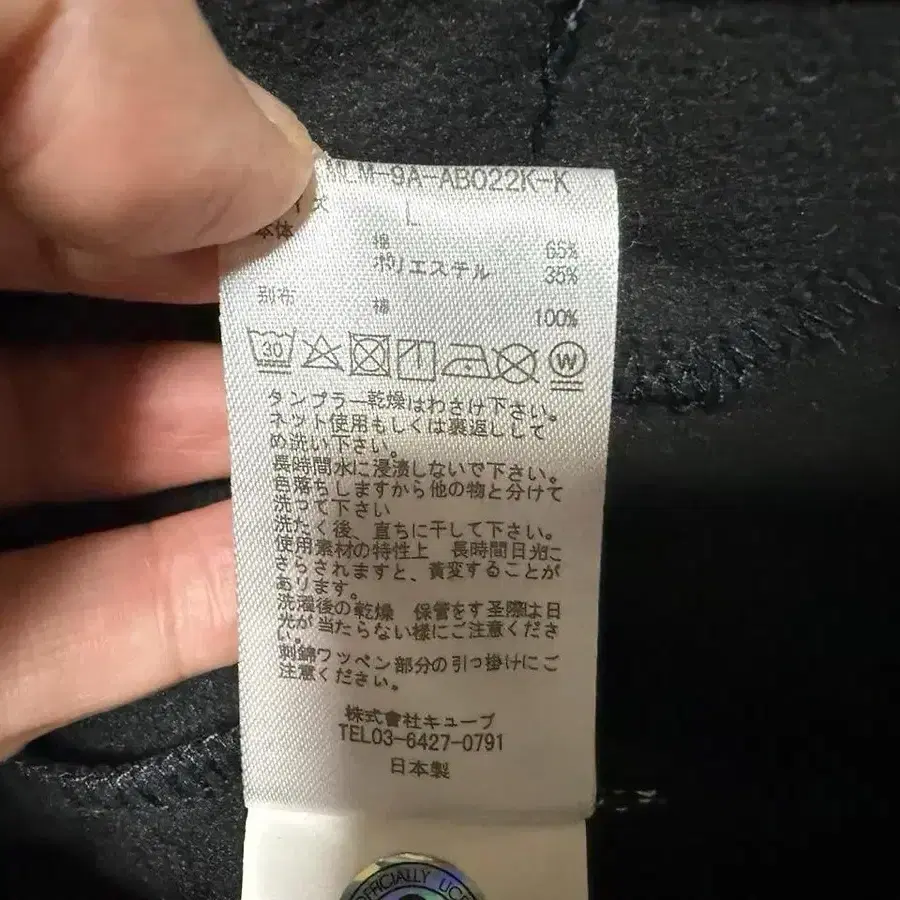 M-9A-AB022K-K
イズ L
本体 綿 65%
ポリエステル 35%
別布 綿 100%
30 W
タンブラー乾燥はわさけ下さい。
ネット使用もしくは裏返しして
め洗い下さい。
長時間水に浸漬しないで下さい。
色落ちしますから他の物と分けて
洗って下さい
洗たく後、直ちに干して下さい。
使用素材の特性上 長時間日光に
さらされますと、黄変することが
あります。
洗濯後の乾燥 保管をす圣際は日
光が当たらない様にご注意くださ
い。
刺錦ワッペン部分の引っ掛けにご
注意ください。
株式會社キューブ
TEL03-6427-0791
日本製
OFFICIALLY LICE